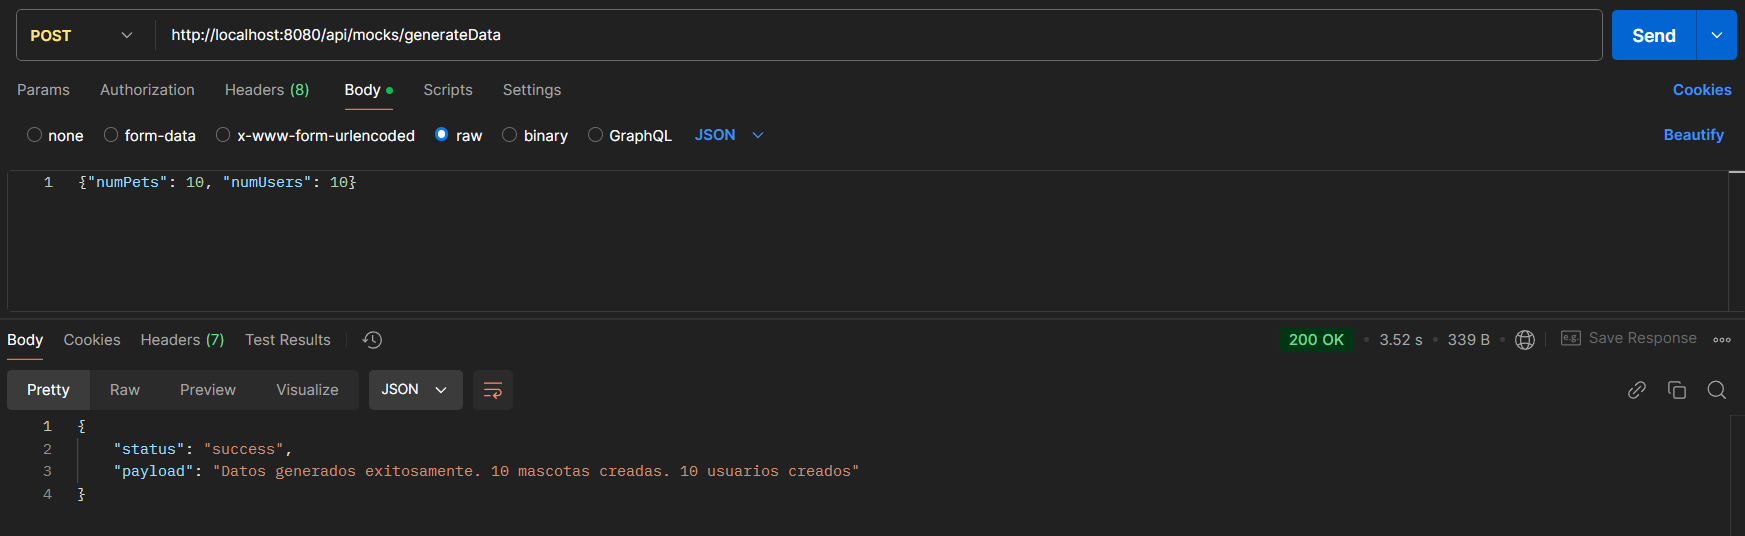 POST http://localhost:8080/api/mocks/generateData Send
Params Authorization Headers (8) Body Scripts Settings Cookies
none form-data x-www-form-urlencoded raw binary GraphQL JSON Beautify
1 {"numPets": 10, "numUsers": 10}
Body Cookies Headers (7) Test Results 200 OK 3.52 s 339 B e.g. Save Response
Pretty Raw Preview Visualize JSON
1 {
2 "status": "success",
3 "payload": "Datos generados exitosamente. 10 mascotas creadas. 10 usuarios creados"
4 }